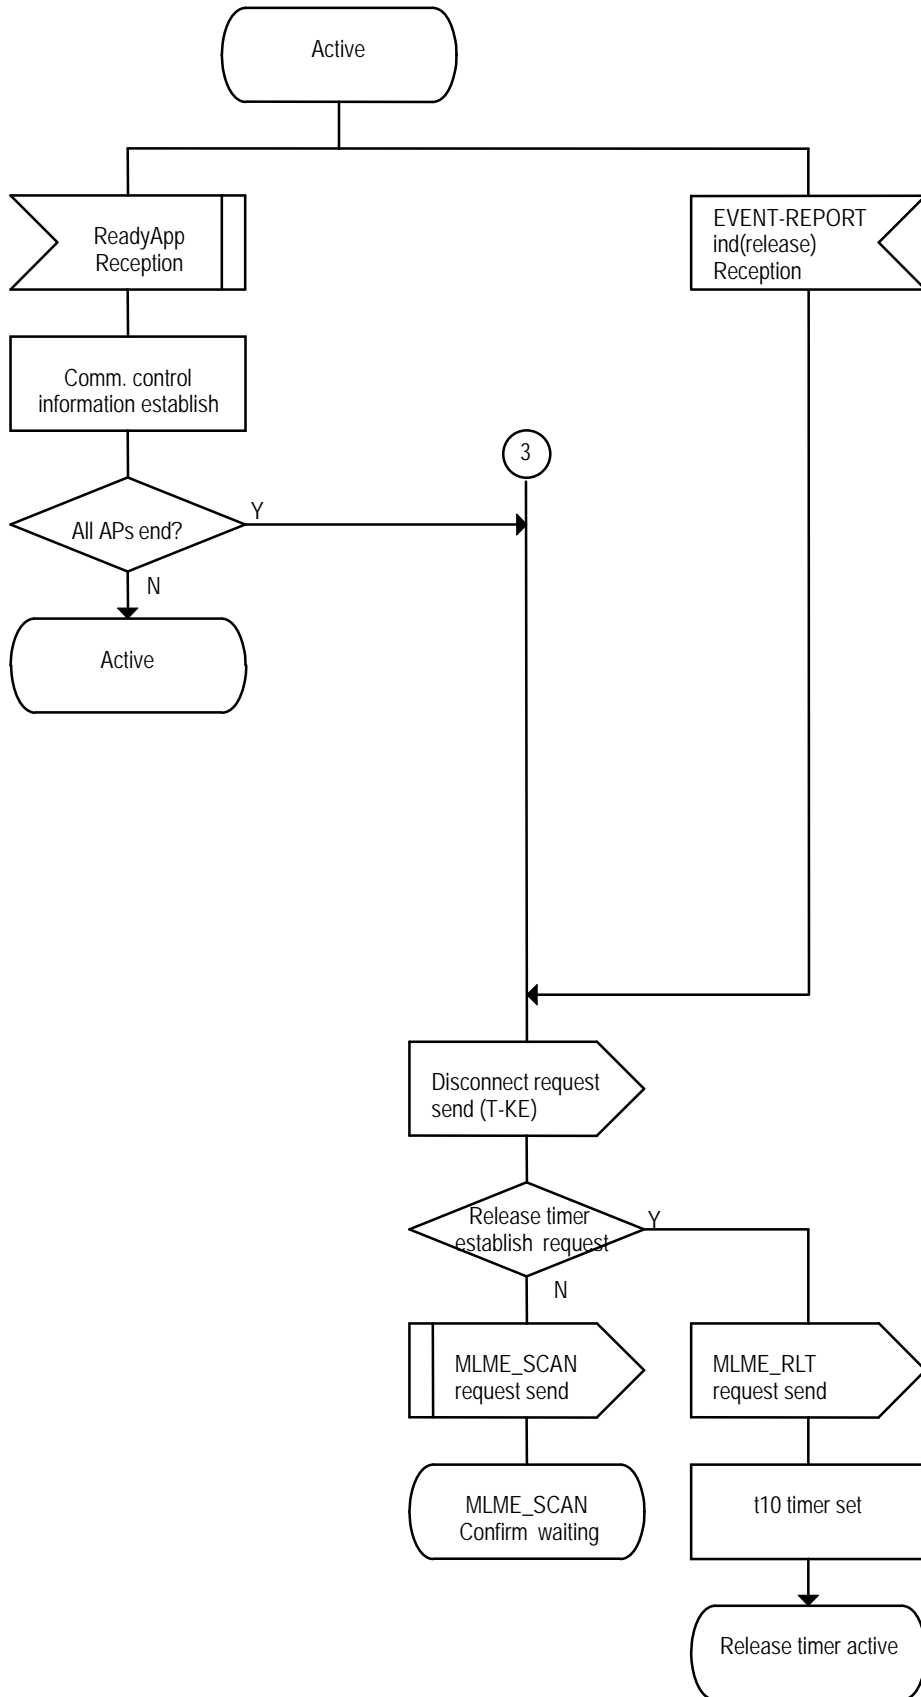 Active
ReadyApp
Reception
EVENT-REPORT
ind(release)
Reception
Comm. control
information establish
3
All APs end?
Y
N
Active
Disconnect request
send (T-KE)
Release timer
establish request
Y
N
MLME_SCAN
request send
MLME_RLT
request send
MLME_SCAN
Confirm waiting
t10 timer set
Release timer active